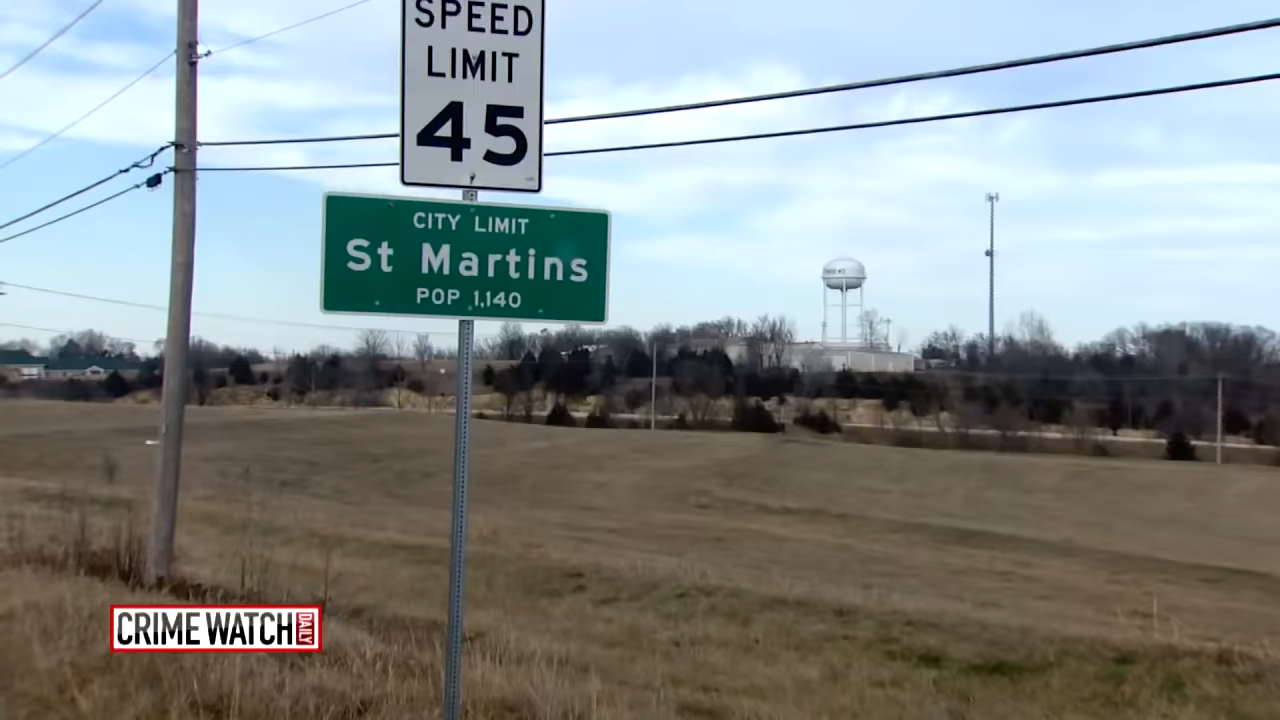 SPEED
LIMIT
45
CITY LIMIT
St Martins
POP 1,140
CRIME WATCH DAILY